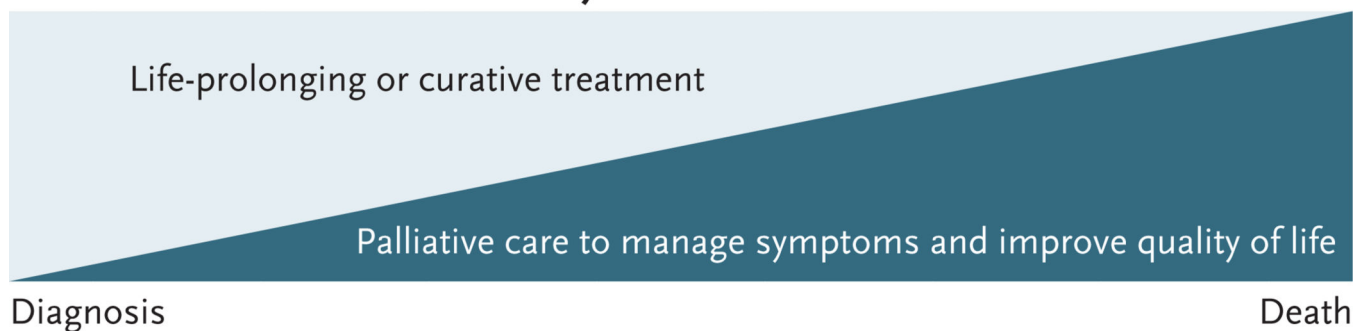 Life-prolonging or curative treatment
Palliative care to manage symptoms and improve quality of life
Diagnosis
Death